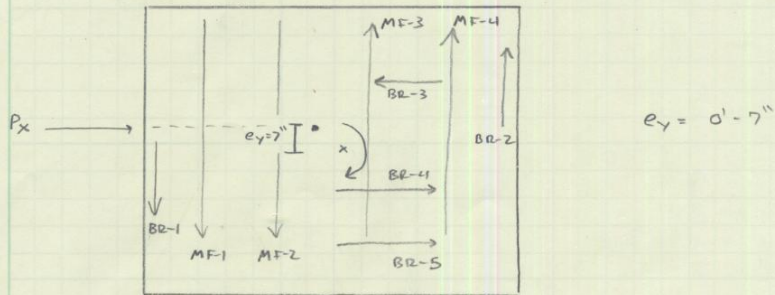 MF-3
MF-4
BR-3
Px
ey=7"
BR-2
ey = 0'-7"
x
BR-4
BR-1
MF-1
MF-2
BR-5